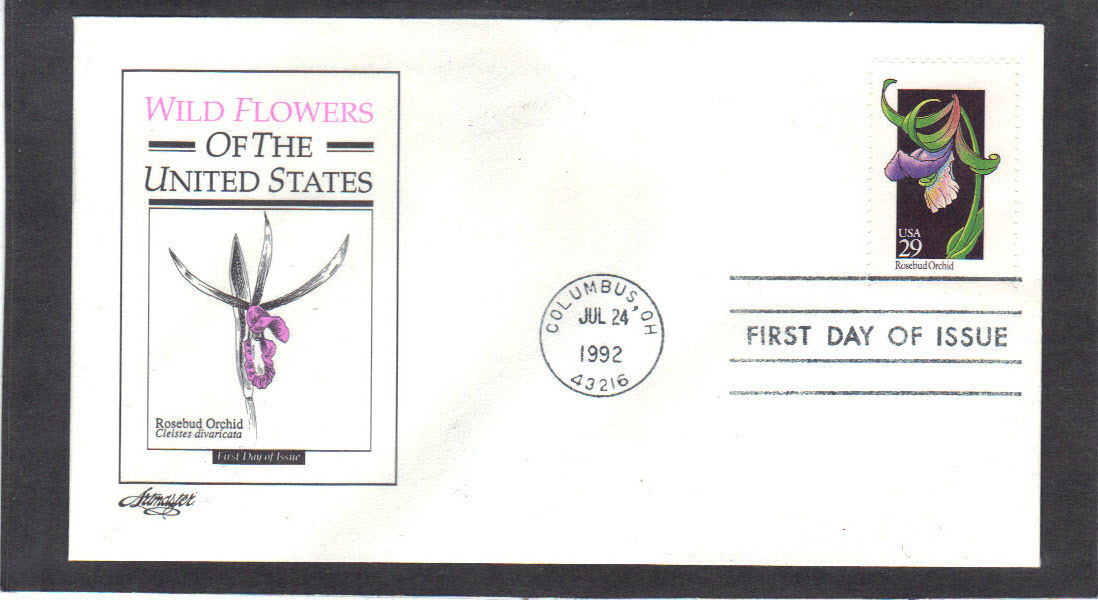 WILD FLOWERS
OF THE
UNITED STATES
Rosebud Orchid
Cleistes divaricata
First Day of Issue
Artmaster
USA
29
Rosebud Orchid
COLUMBUS, OH
JUL 24
1992
43216
FIRST DAY OF ISSUE